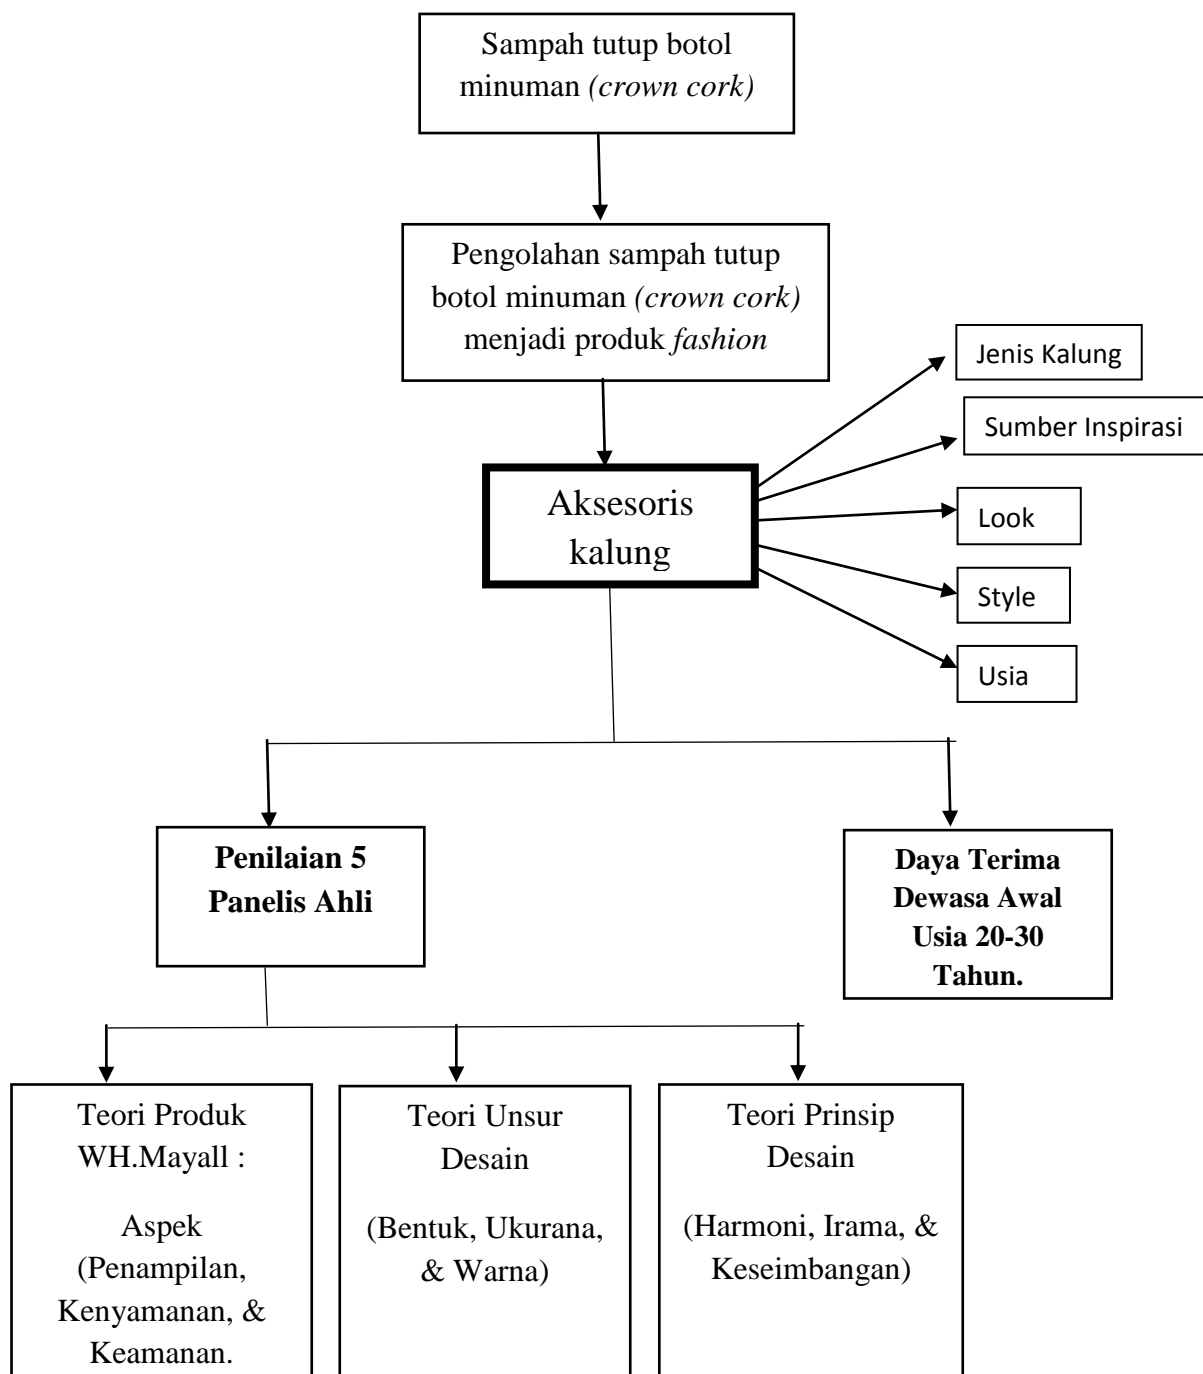 Sampah tutup botol
minuman (crown cork)
Pengolahan sampah tutup
botol minuman (crown cork)
menjadi produk fashion
Jenis Kalung
Sumber Inspirasi
Aksesoris
kalung
Look
Style
Usia
Penilaian 5
Panelis Ahli
Daya Terima
Dewasa Awal
Usia 20-30
Tahun.
Teori Produk
WH.Mayall :
Aspek
(Penampilan,
Kenyamanan, &
Keamanan.
Teori Unsur
Desain
(Bentuk, Ukurana,
& Warna)
Teori Prinsip
Desain
(Harmoni, Irama, &
Keseimbangan)